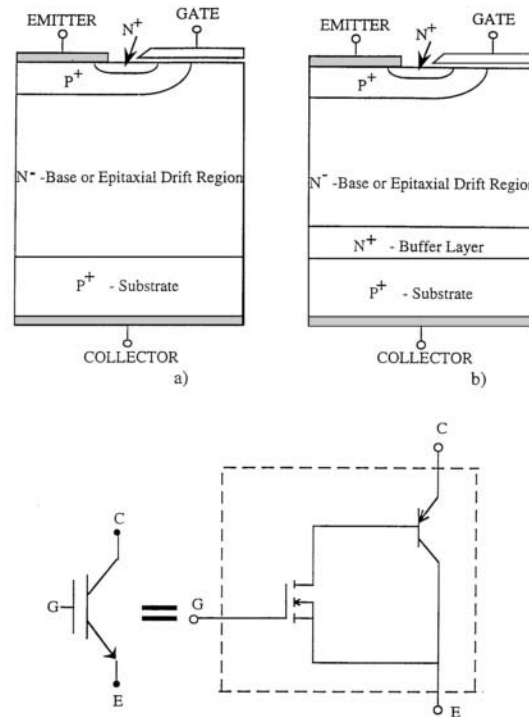 EMITTER N+ GATE
P+
N- -Base or Epitaxial Drift Region
P+ - Substrate
COLLECTOR
a)
EMITTER N+ GATE
P+
N- -Base or Epitaxial Drift Region
N+ - Buffer Layer
P+ - Substrate
COLLECTOR
b)
C
G
E
G
C
E